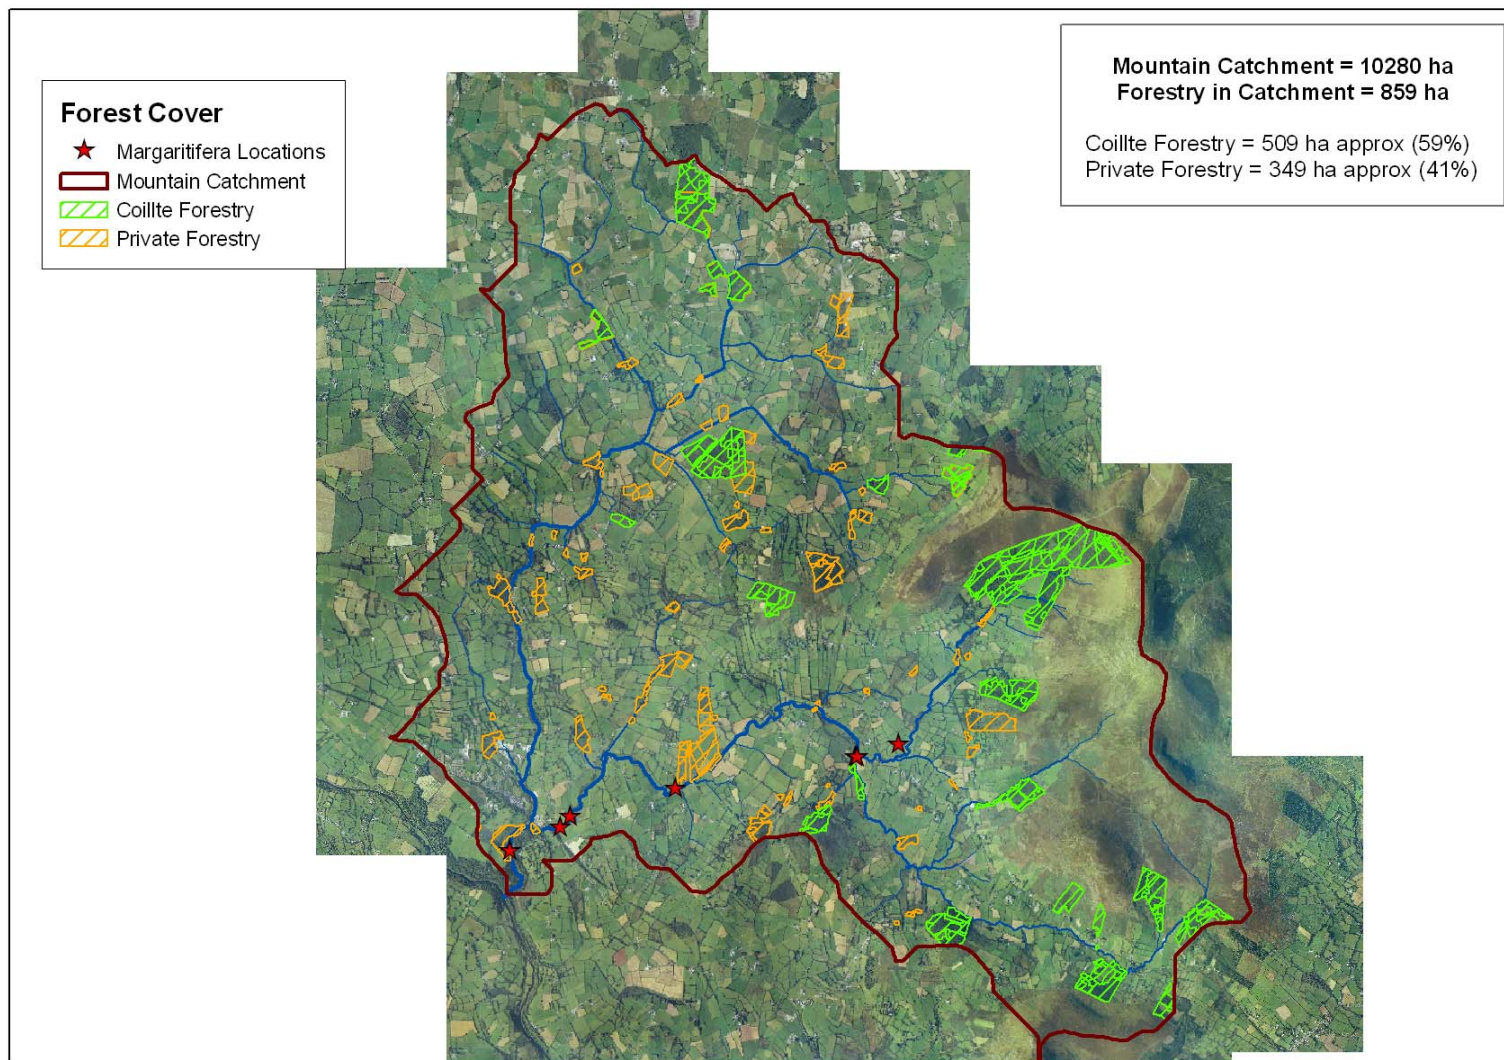 Forest Cover
Margaritifera Locations
Mountain Catchment
Coillte Forestry
Private Forestry
Mountain Catchment = 10280 ha
Forestry in Catchment = 859 ha
Coillte Forestry = 509 ha approx (59%)
Private Forestry = 349 ha approx (41%)